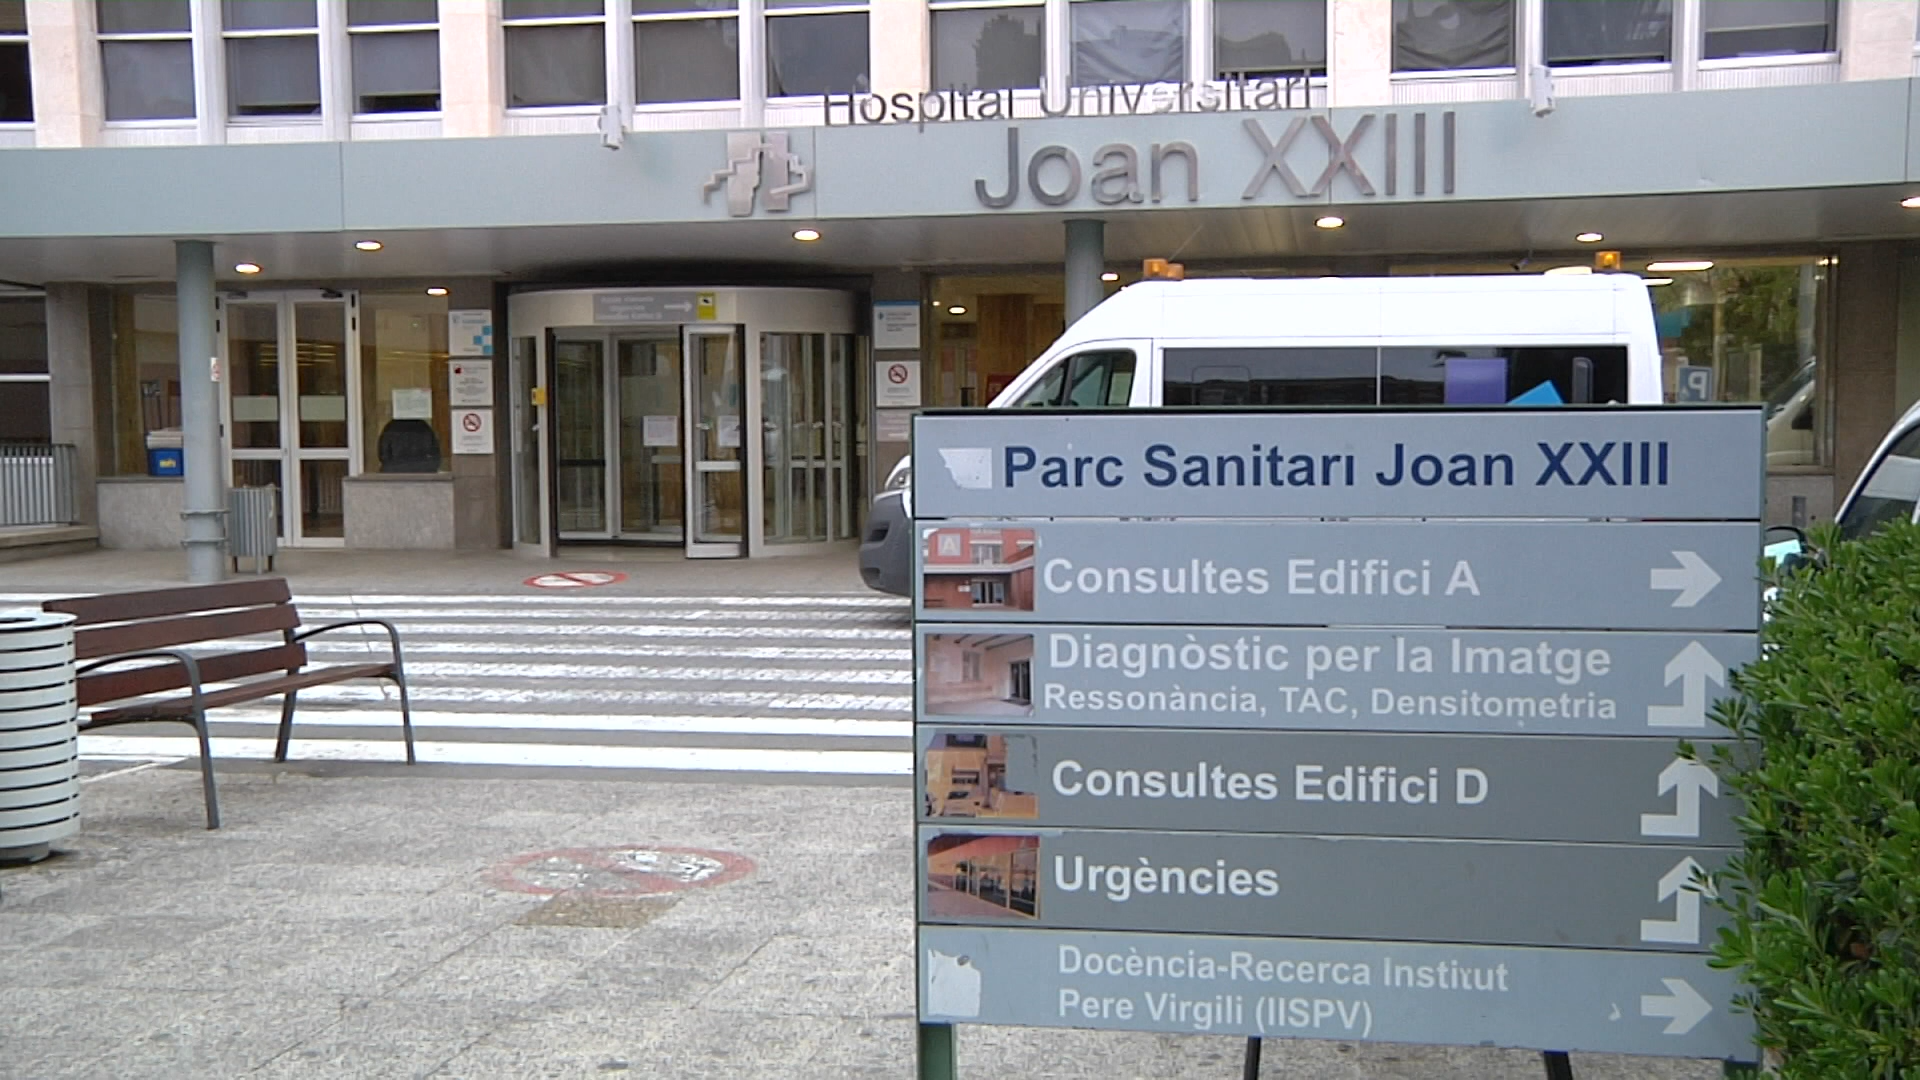 Hospital Universitari
Joan XXIII
Parc Sanitari Joan XXIII
A
Consultes Edifici A
Diagnòstic per la Imatge
Ressonància, TAC, Densitometria
Consultes Edifici D
Urgències
Docència-Recerca Institut
Pere Virgili (IISPV)